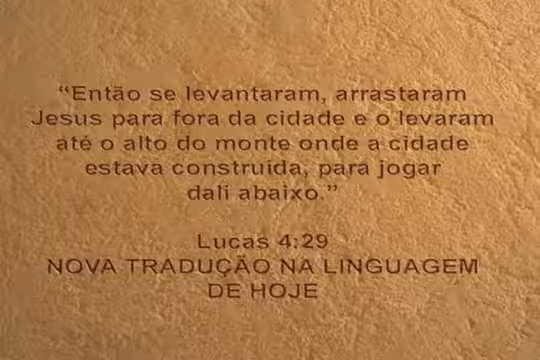 “Então se levantaram, arrastaram
Jesus para fora da cidade e o levaram
até o alto do monte onde a cidade
estava construída, para jogar
dali abaixo.”
Lucas 4:29
NOVA TRADUÇÃO NA LINGUAGEM
DE HOJE